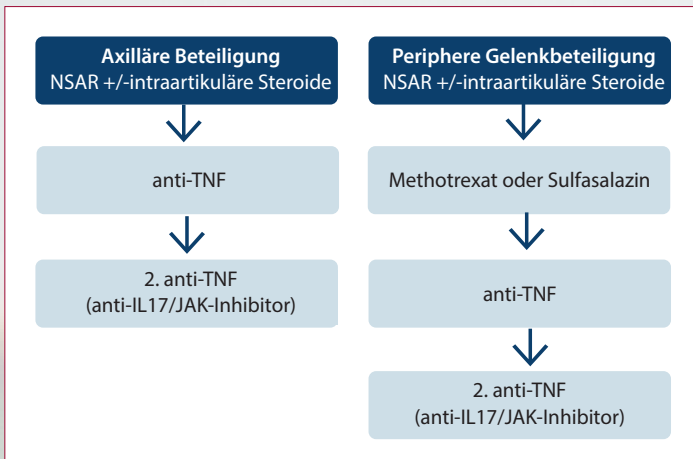 Axilläre Beteiligung
NSAR +/-intraartikuläre Steroide
anti-TNF
2. anti-TNF
(anti-IL17/JAK-Inhibitor)
Periphere Gelenkbeteiligung
NSAR +/-intraartikuläre Steroide
Methotrexat oder Sulfasalazin
anti-TNF
2. anti-TNF
(anti-IL17/JAK-Inhibitor)